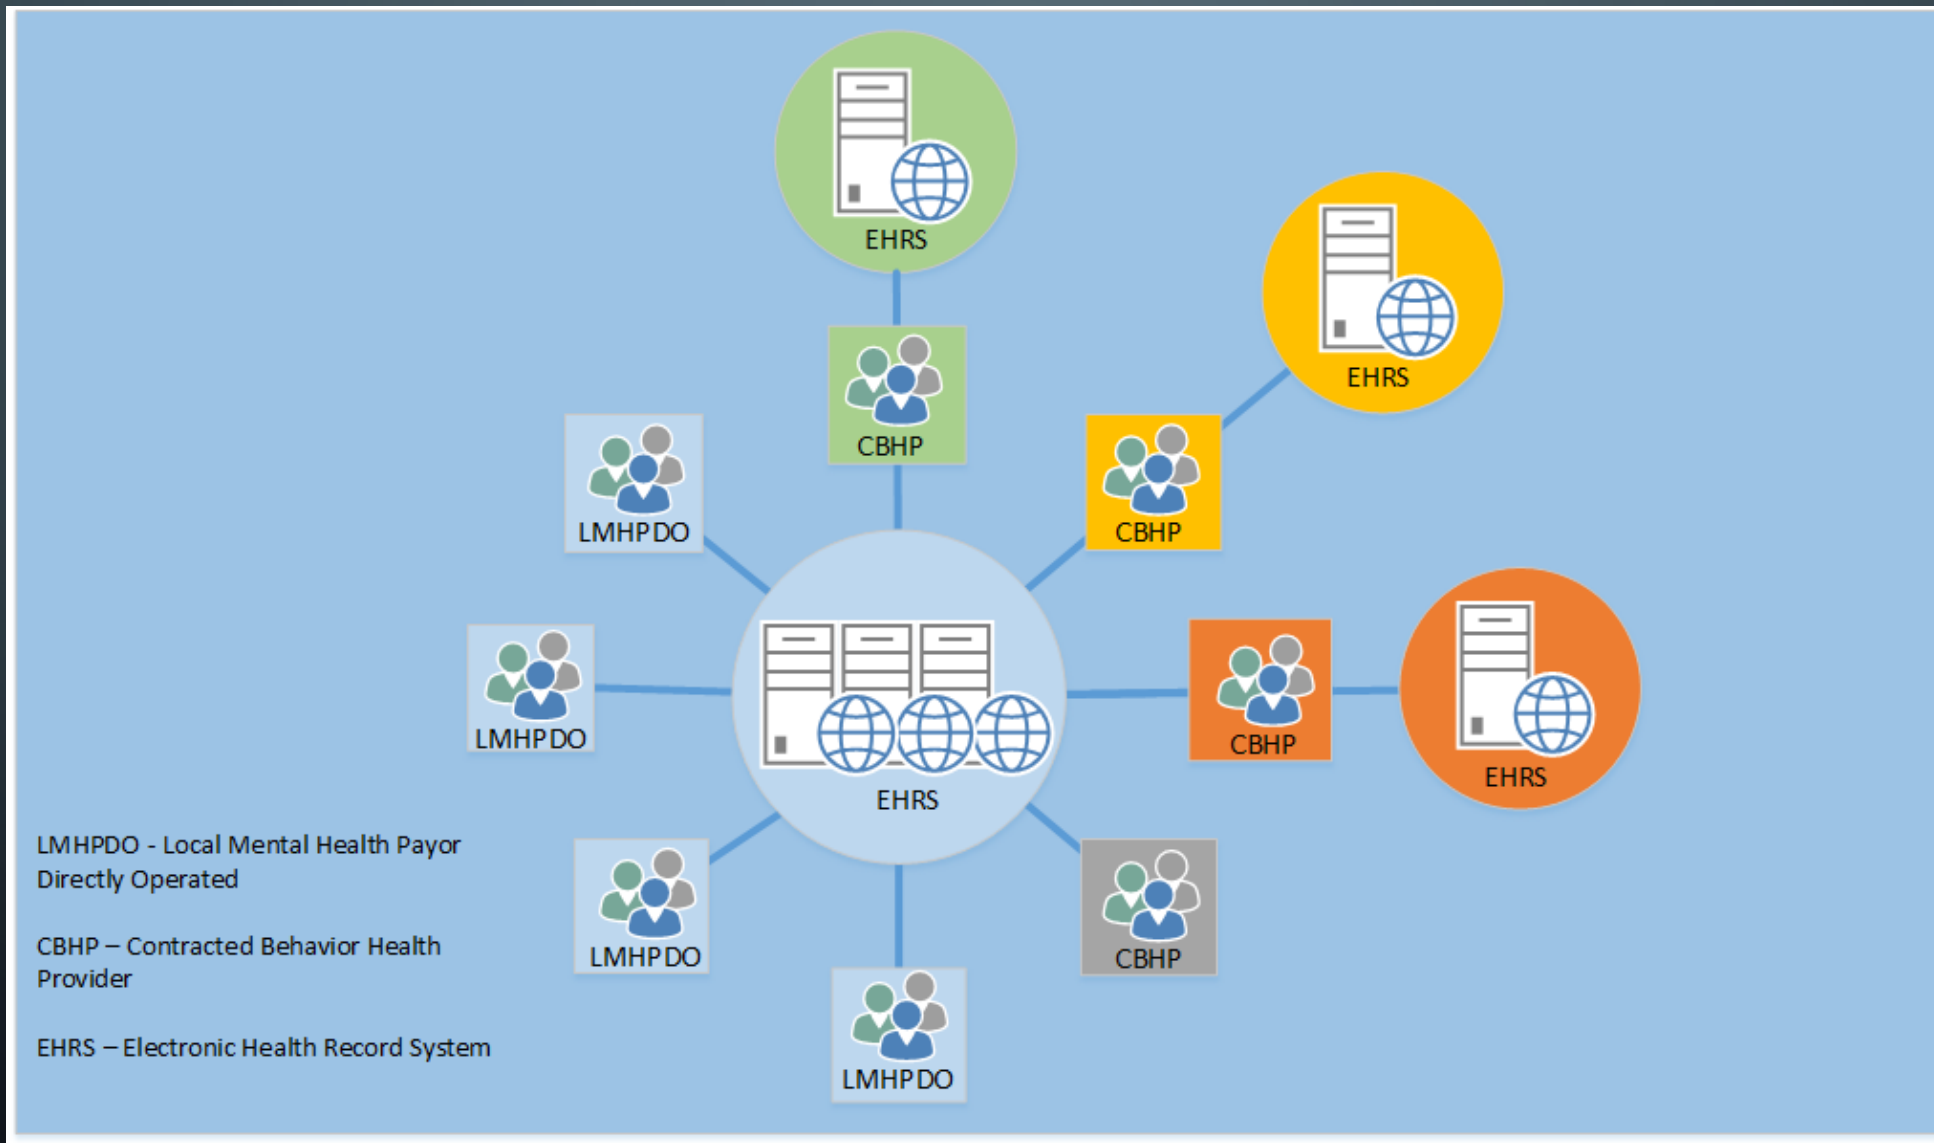 EHRS
EHRS
CBHP
CBHP
LMHPDO
EHRS
CBHP
LMHPDO
EHRS
LMHPDO - Local Mental Health Payor
Directly Operated
CBHP – Contracted Behavior Health
Provider
EHRS – Electronic Health Record System
LMHPDO
CBHP
LMHPDO